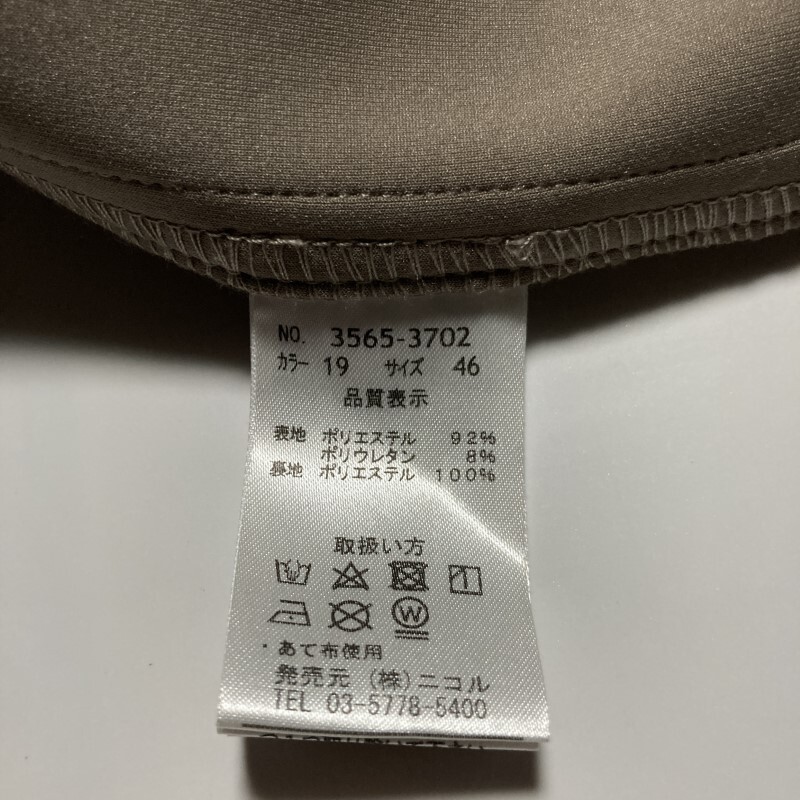 NO. 3565-3702
カラー 19 サイズ 46
品質表示
表地 ポリエステル 92%
ポリウレタン 8%
裏地 ポリエステル 100%
取扱い方
W
・あて布使用
発売元 (株)ニコル
TEL 03-5778-5400